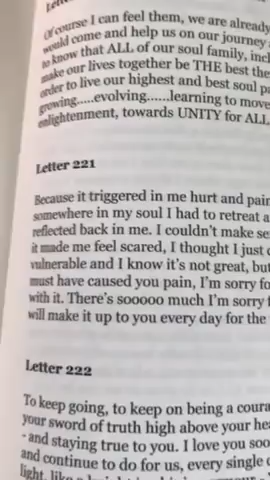 Of course I can feel them, we are already
would come and help us on our journey
to know that ALL of our soul family, incl
make our lives together be THE best the
order to live our highest and best soul pa
growing.....evolving......learning to move
enlightenment, towards UNITY for ALL
Letter 221
Because it triggered in me hurt and pain
somewhere in my soul I had to retreat a
reflected back in me. I couldn't make se
it made me feel scared, I thought I just
vulnerable and I know it's not great, but
must have caused you pain, I'm sorry fo
with it. There's sooooo much I'm sorry f
will make it up to you every day for the
Letter 222
To keep going, to keep on being a coura
your sword of truth high above your hea
- and staying true to you. I love you soo
and continue to do for us, every single
light, like a